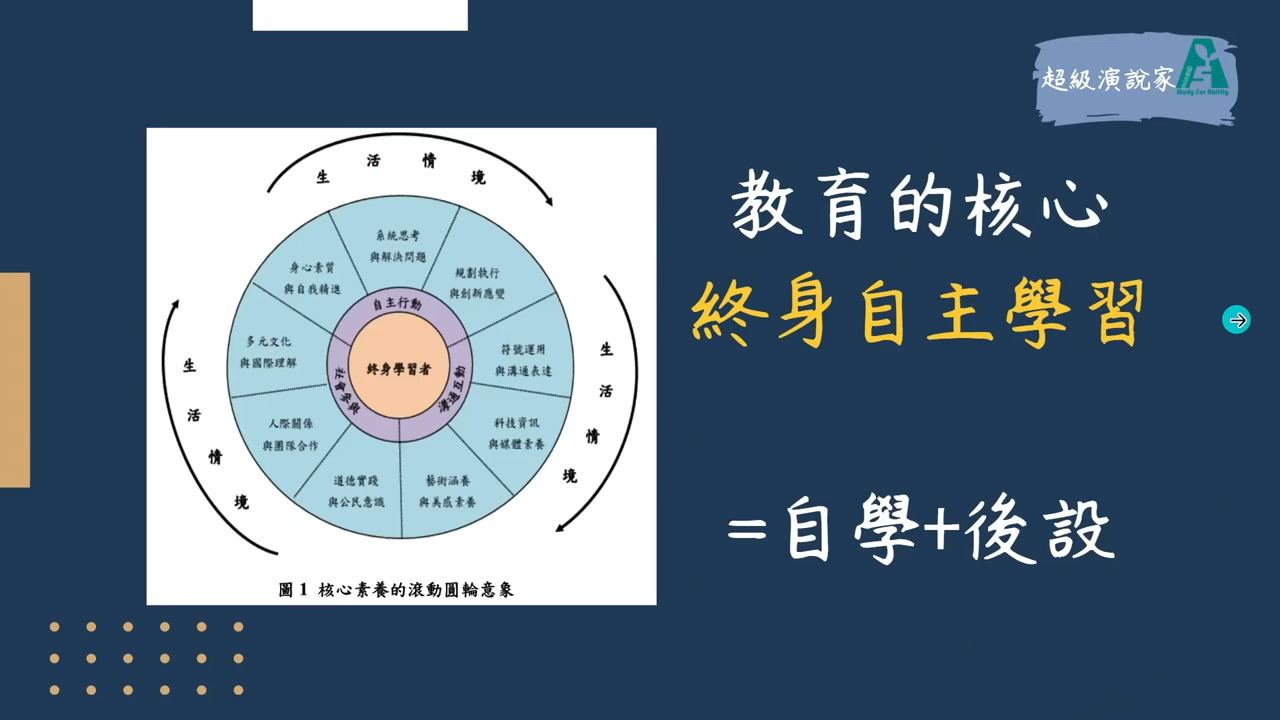 超級演說家
Study For Ability
教育的核心
終身自主學習
=自學+後設
生活情境
生活情境
生活情境
系統思考
與解決問題
規劃執行
與創新應變
符號運用
與溝通表達
科技資訊
與媒體素養
藝術涵養
與美感素養
道德實踐
與公民意識
人際關係
與團隊合作
多元文化
與國際理解
身心素質
與自我精進
自主行動
溝通互動
社會參與
終身學習者
圖 1 核心素養的滾動圓輪意象